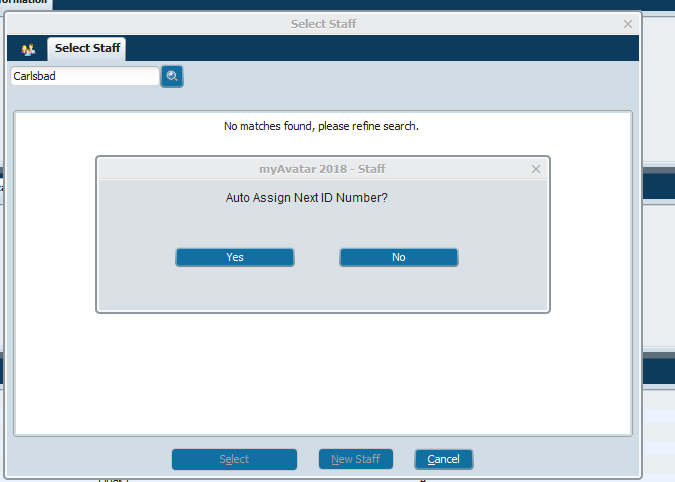 Select Staff
Select Staff
Carlsbad
No matches found, please refine search.
myAvatar 2018 - Staff
Auto Assign Next ID Number?
Yes No
Select New Staff Cancel